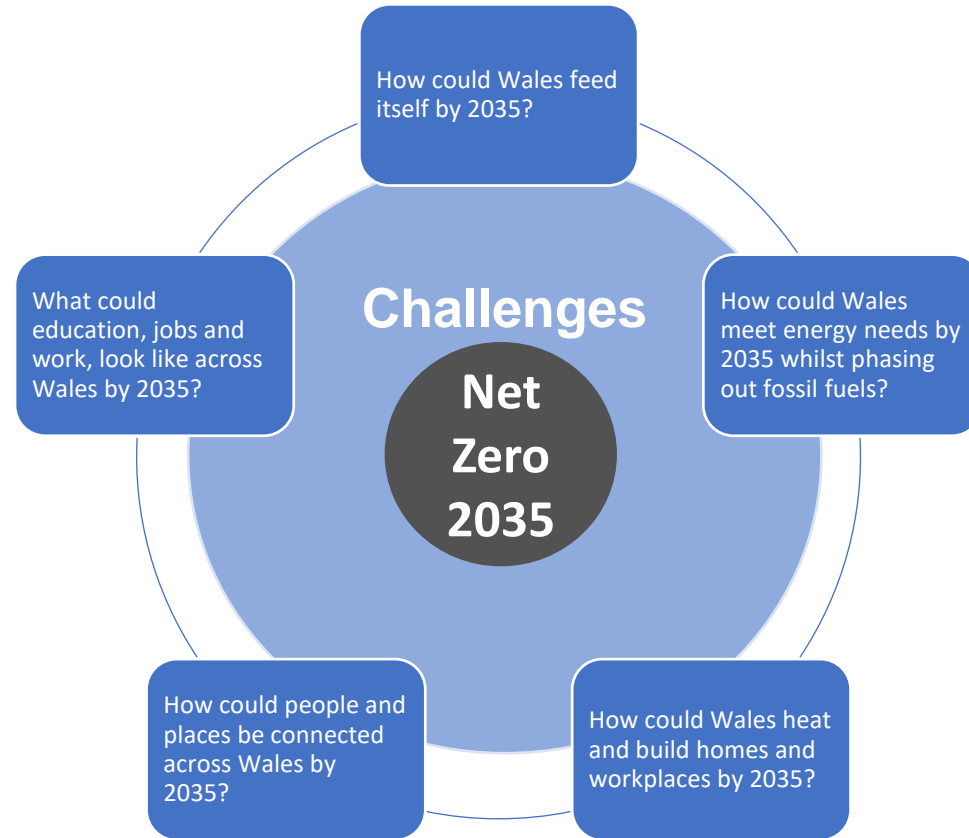 How could Wales feed
itself by 2035?
What could
education, jobs and
work, look like across
Wales by 2035?
Challenges
Net
Zero
2035
How could Wales
meet energy needs by
2035 whilst phasing
out fossil fuels?
How could people and
places be connected
across Wales by
2035?
How could Wales heat
and build homes and
workplaces by 2035?